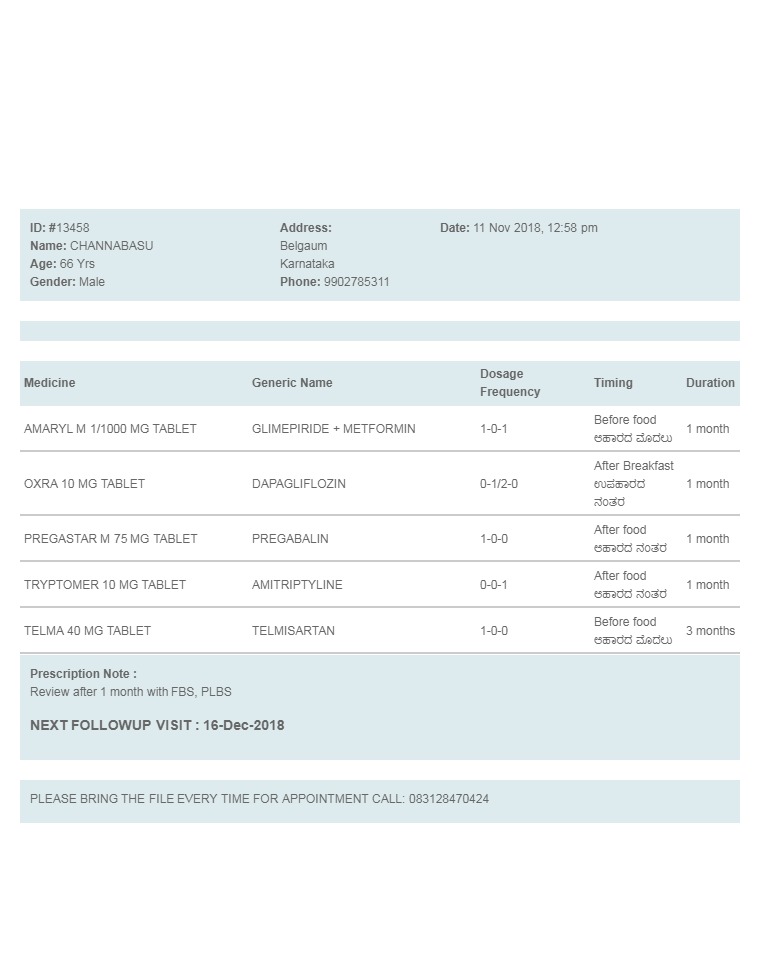 ID: #13458
Name: CHANNABASU
Age: 66 Yrs
Gender: Male
Address:
Belgaum
Karnataka
Phone: 9902785311
Date: 11 Nov 2018, 12:58 pm
Medicine Generic Name Dosage Frequency Timing Duration
AMARYL M 1/1000 MG TABLET GLIMEPIRIDE + METFORMIN 1-0-1 Before food 1 month
ಆಹಾರದ ಮೊದಲು
OXRA 10 MG TABLET DAPAGLIFLOZIN 0-1/2-0 After Breakfast 1 month
ಉಪಹಾರದ
ನಂತರ
PREGASTAR M 75 MG TABLET PREGABALIN 1-0-0 After food 1 month
ಆಹಾರದ ನಂತರ
TRYPTOMER 10 MG TABLET AMITRIPTYLINE 0-0-1 After food 1 month
ಆಹಾರದ ನಂತರ
TELMA 40 MG TABLET TELMISARTAN 1-0-0 Before food 3 months
ಆಹಾರದ ಮೊದಲು
Prescription Note :
Review after 1 month with FBS, PLBS
NEXT FOLLOWUP VISIT : 16-Dec-2018
PLEASE BRING THE FILE EVERY TIME FOR APPOINTMENT CALL: 083128470424